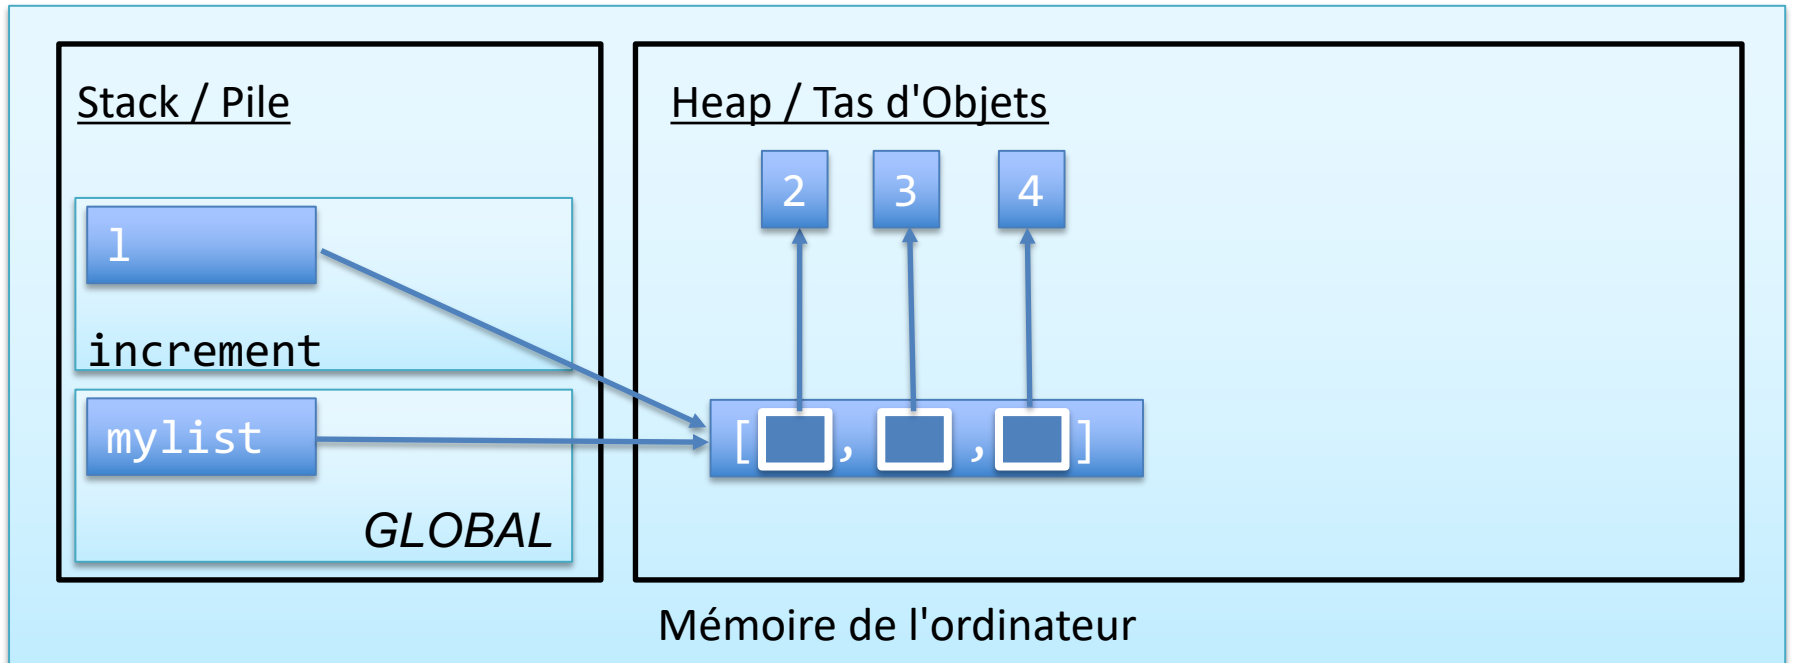 Stack / Pile
Heap / Tas d'Objets
2 3 4
l
increment
mylist
[ , , ]
GLOBAL
Mémoire de l'ordinateur